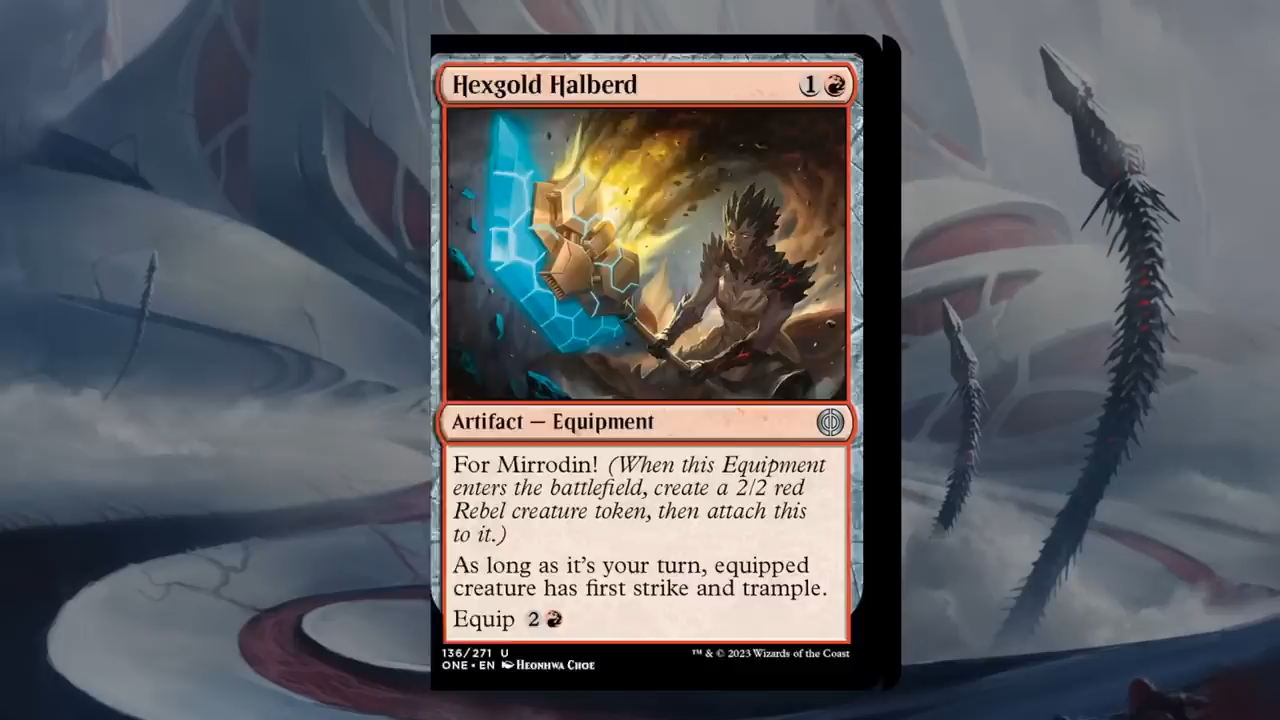 Hexgold Halberd 1
Artifact — Equipment
For Mirrodin! (When this Equipment
enters the battlefield, create a 2/2 red
Rebel creature token, then attach this
to it.)
As long as it's your turn, equipped
creature has first strike and trample.
Equip 2
136/271 U
ONE • EN Heonhwa Choe
™ & © 2023 Wizards of the Coast